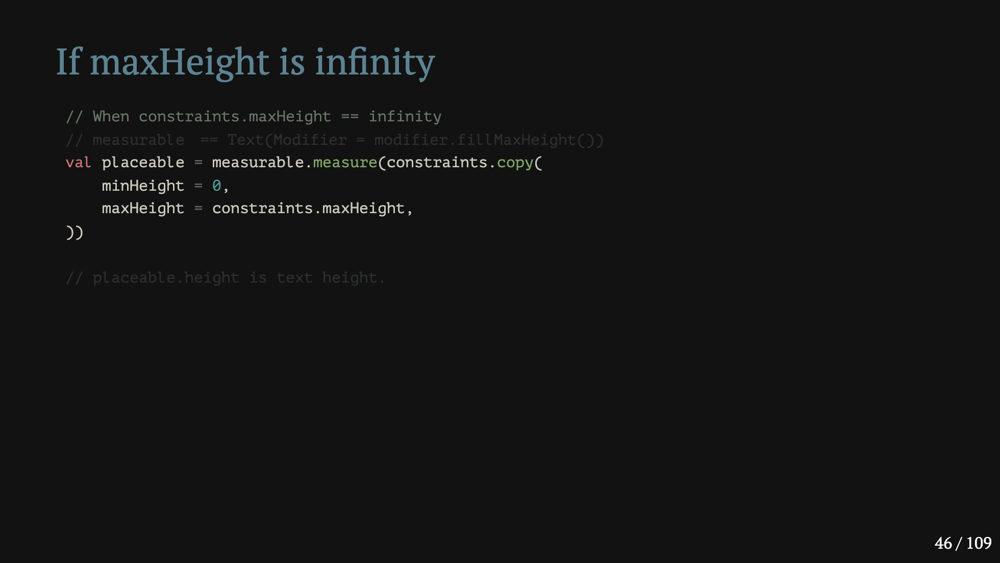 If maxHeight is infinity
// When constraints.maxHeight == infinity
// measurable == Text(Modifier = modifier.fillMaxHeight())
val placeable = measurable.measure(constraints.copy(
    minHeight = 0,
    maxHeight = constraints.maxHeight,
))
// placeable.height is text height.
46 / 109